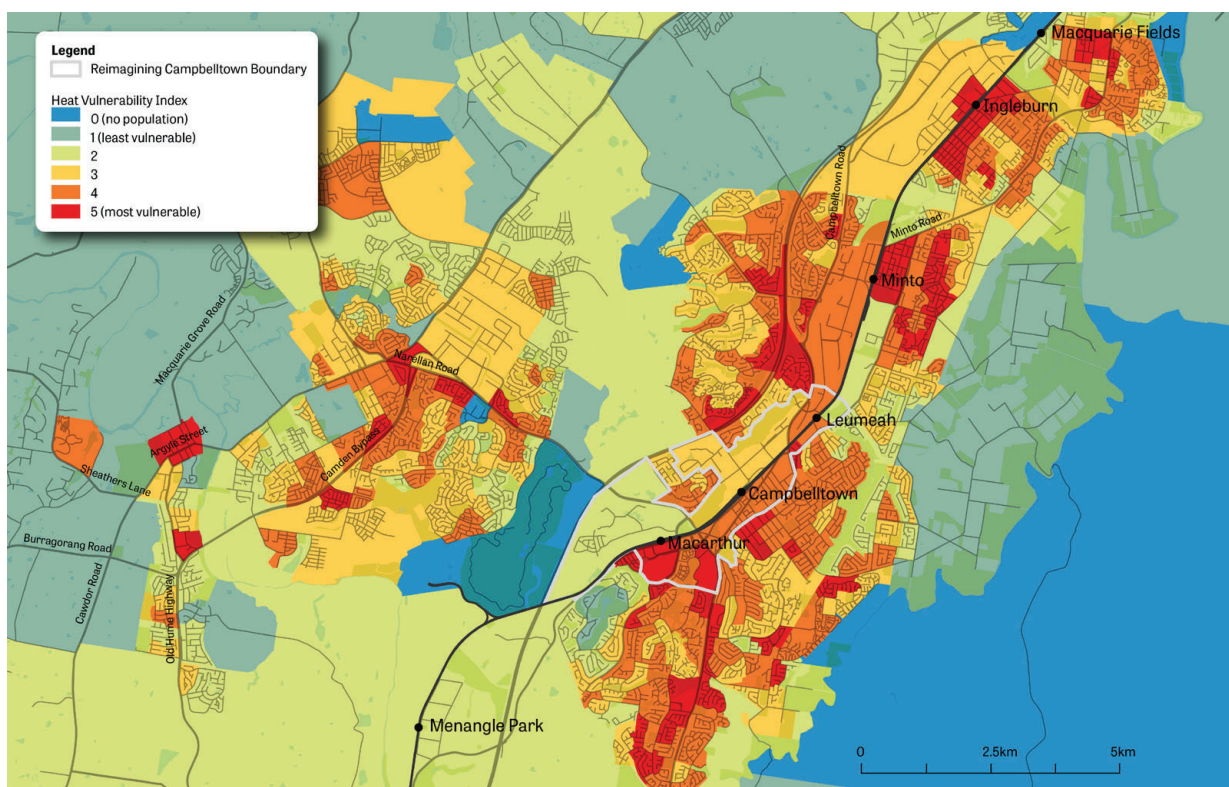 Legend
Reimagining Campbelltown Boundary
Heat Vulnerability Index
0 (no population)
1 (least vulnerable)
2
3
4
5 (most vulnerable)
Macquarie Fields
Ingleburn
Campbelltown Road
Minto Road
Minto
Macquarie Grove Road
Narellan Road
Leumeah
Argyle Street
Camden Bypass
Sheathers Lane
Campbelltown
Burragorang Road
Macarthur
Cawdor Road
Old Hume Highway
Menangle Park
0 2.5km 5km